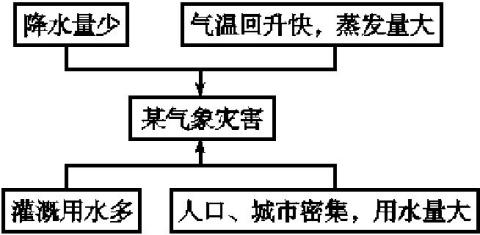 降水量少
气温回升快，蒸发量大
某气象灾害
灌溉用水多
人口、城市密集，用水量大